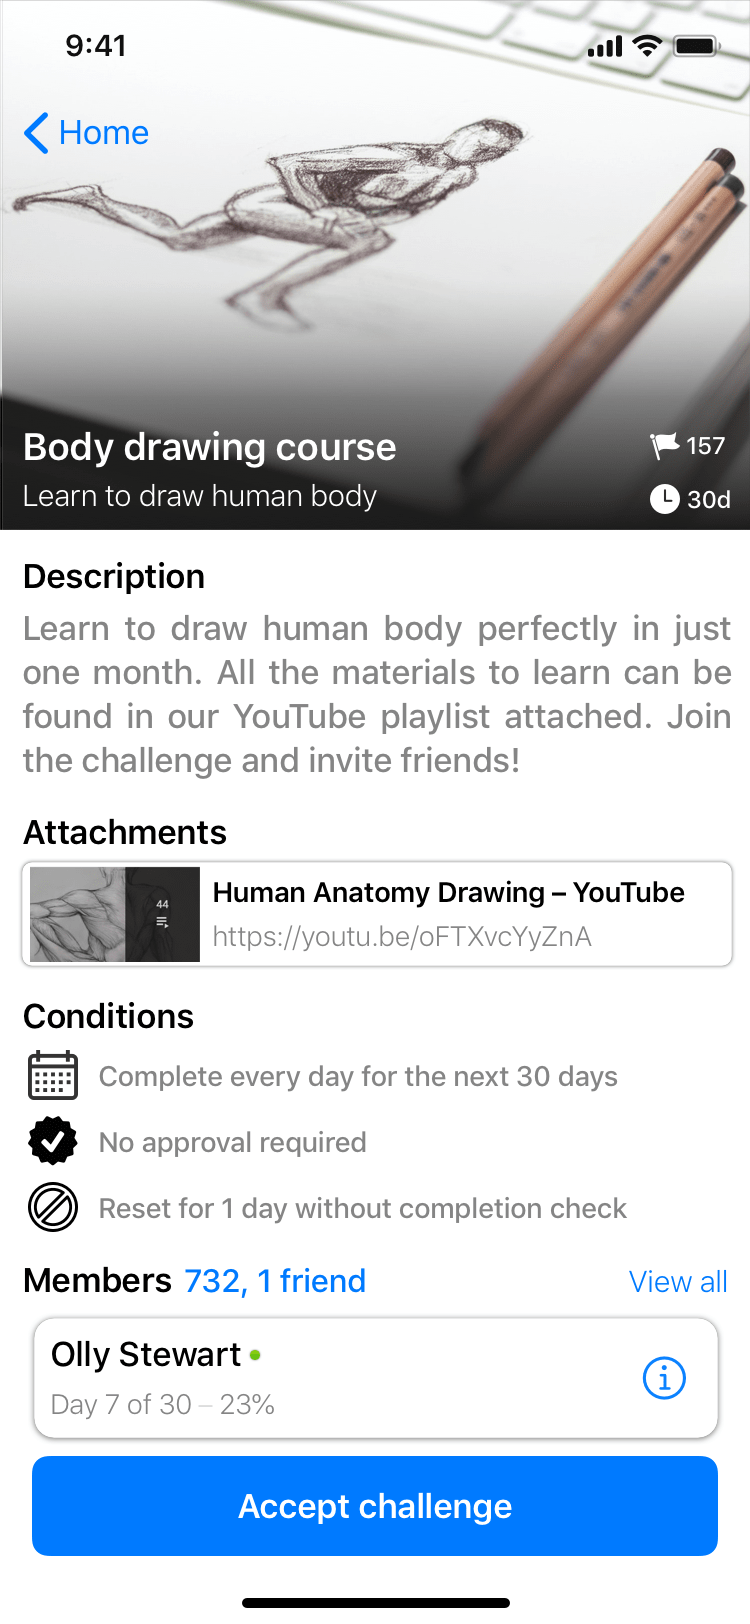 9:41
Home
Body drawing course
157
Learn to draw human body
30d
Description
Learn to draw human body perfectly in just
one month. All the materials to learn can be
found in our YouTube playlist attached. Join
the challenge and invite friends!
Attachments
44
Human Anatomy Drawing – YouTube
https://youtu.be/oFTXvcYyZnA
Conditions
Complete every day for the next 30 days
No approval required
Reset for 1 day without completion check
Members 732, 1 friend
View all
Olly Stewart
Day 7 of 30 – 23%
Accept challenge